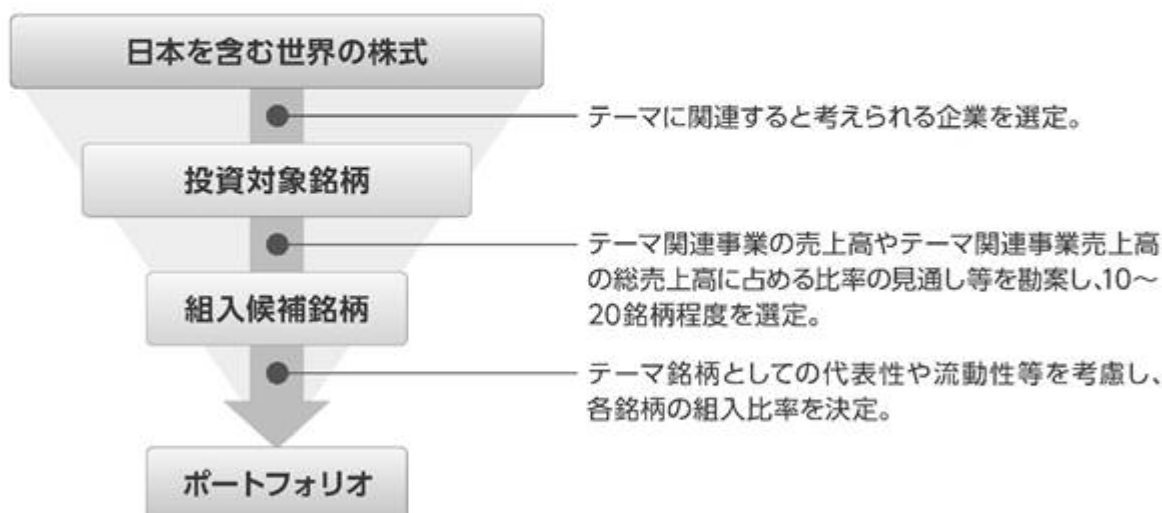 日本を含む世界の株式
テーマに関連すると考えられる企業を選定。
投資対象銘柄
テーマ関連事業の売上高やテーマ関連事業売上高
の総売上高に占める比率の見通し等を勘案し、10～
20銘柄程度を選定。
組入候補銘柄
テーマ銘柄としての代表性や流動性等を考慮し、
各銘柄の組入比率を決定。
ポートフォリオ